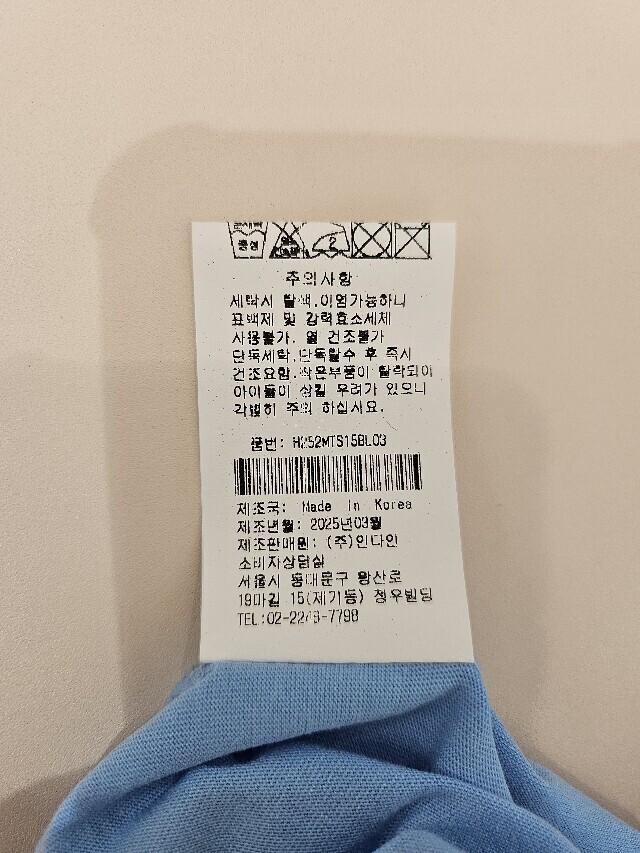 중성
2
주의사항
세탁시 탈색,이염가능하니
표백제 및 강력효소세제
사용불가. 열 건조불가
단독세탁,단독탈수 후 즉시
건조요함.작은부품이 탈락되어
아이들이 삼킬 우려가 있으니
각별히 주의 하십시요.
품번: H252MTS15BL03
제조국: Made in Korea
제조년월: 2025년03월
제조판매원: (주)인다인
소비자상담실
서울시 동대문구 왕산로
19마길 15(제기동) 청우빌딩